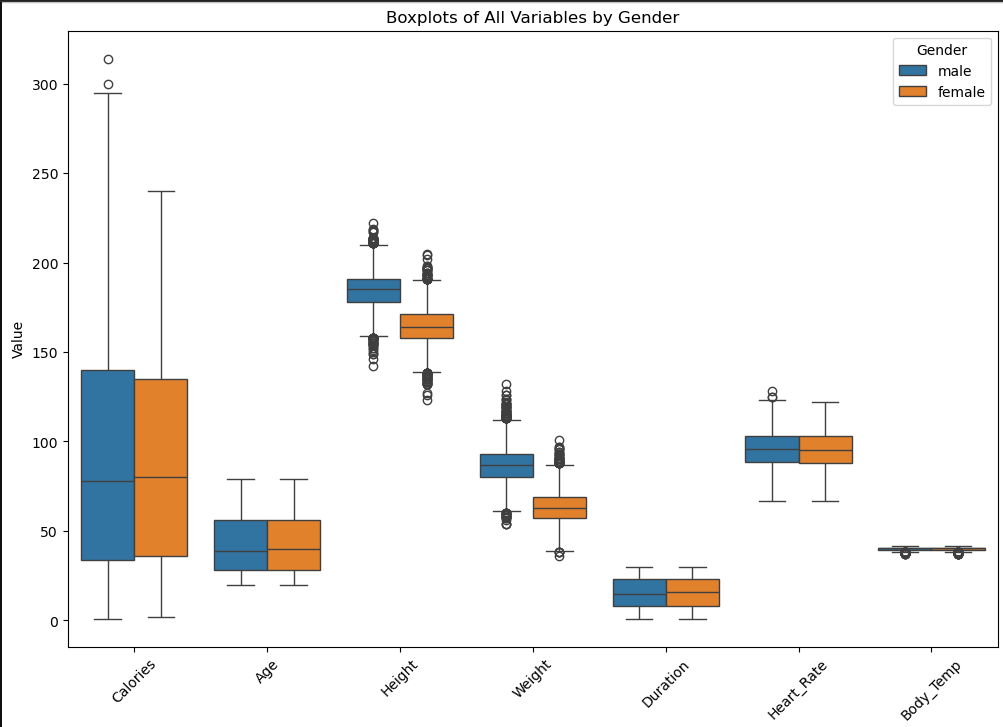 Boxplots of All Variables by Gender
Gender
male
female
Value
300
250
200
150
100
50
0
Calories
Age
Height
Weight
Duration
Heart_Rate
Body_Temp